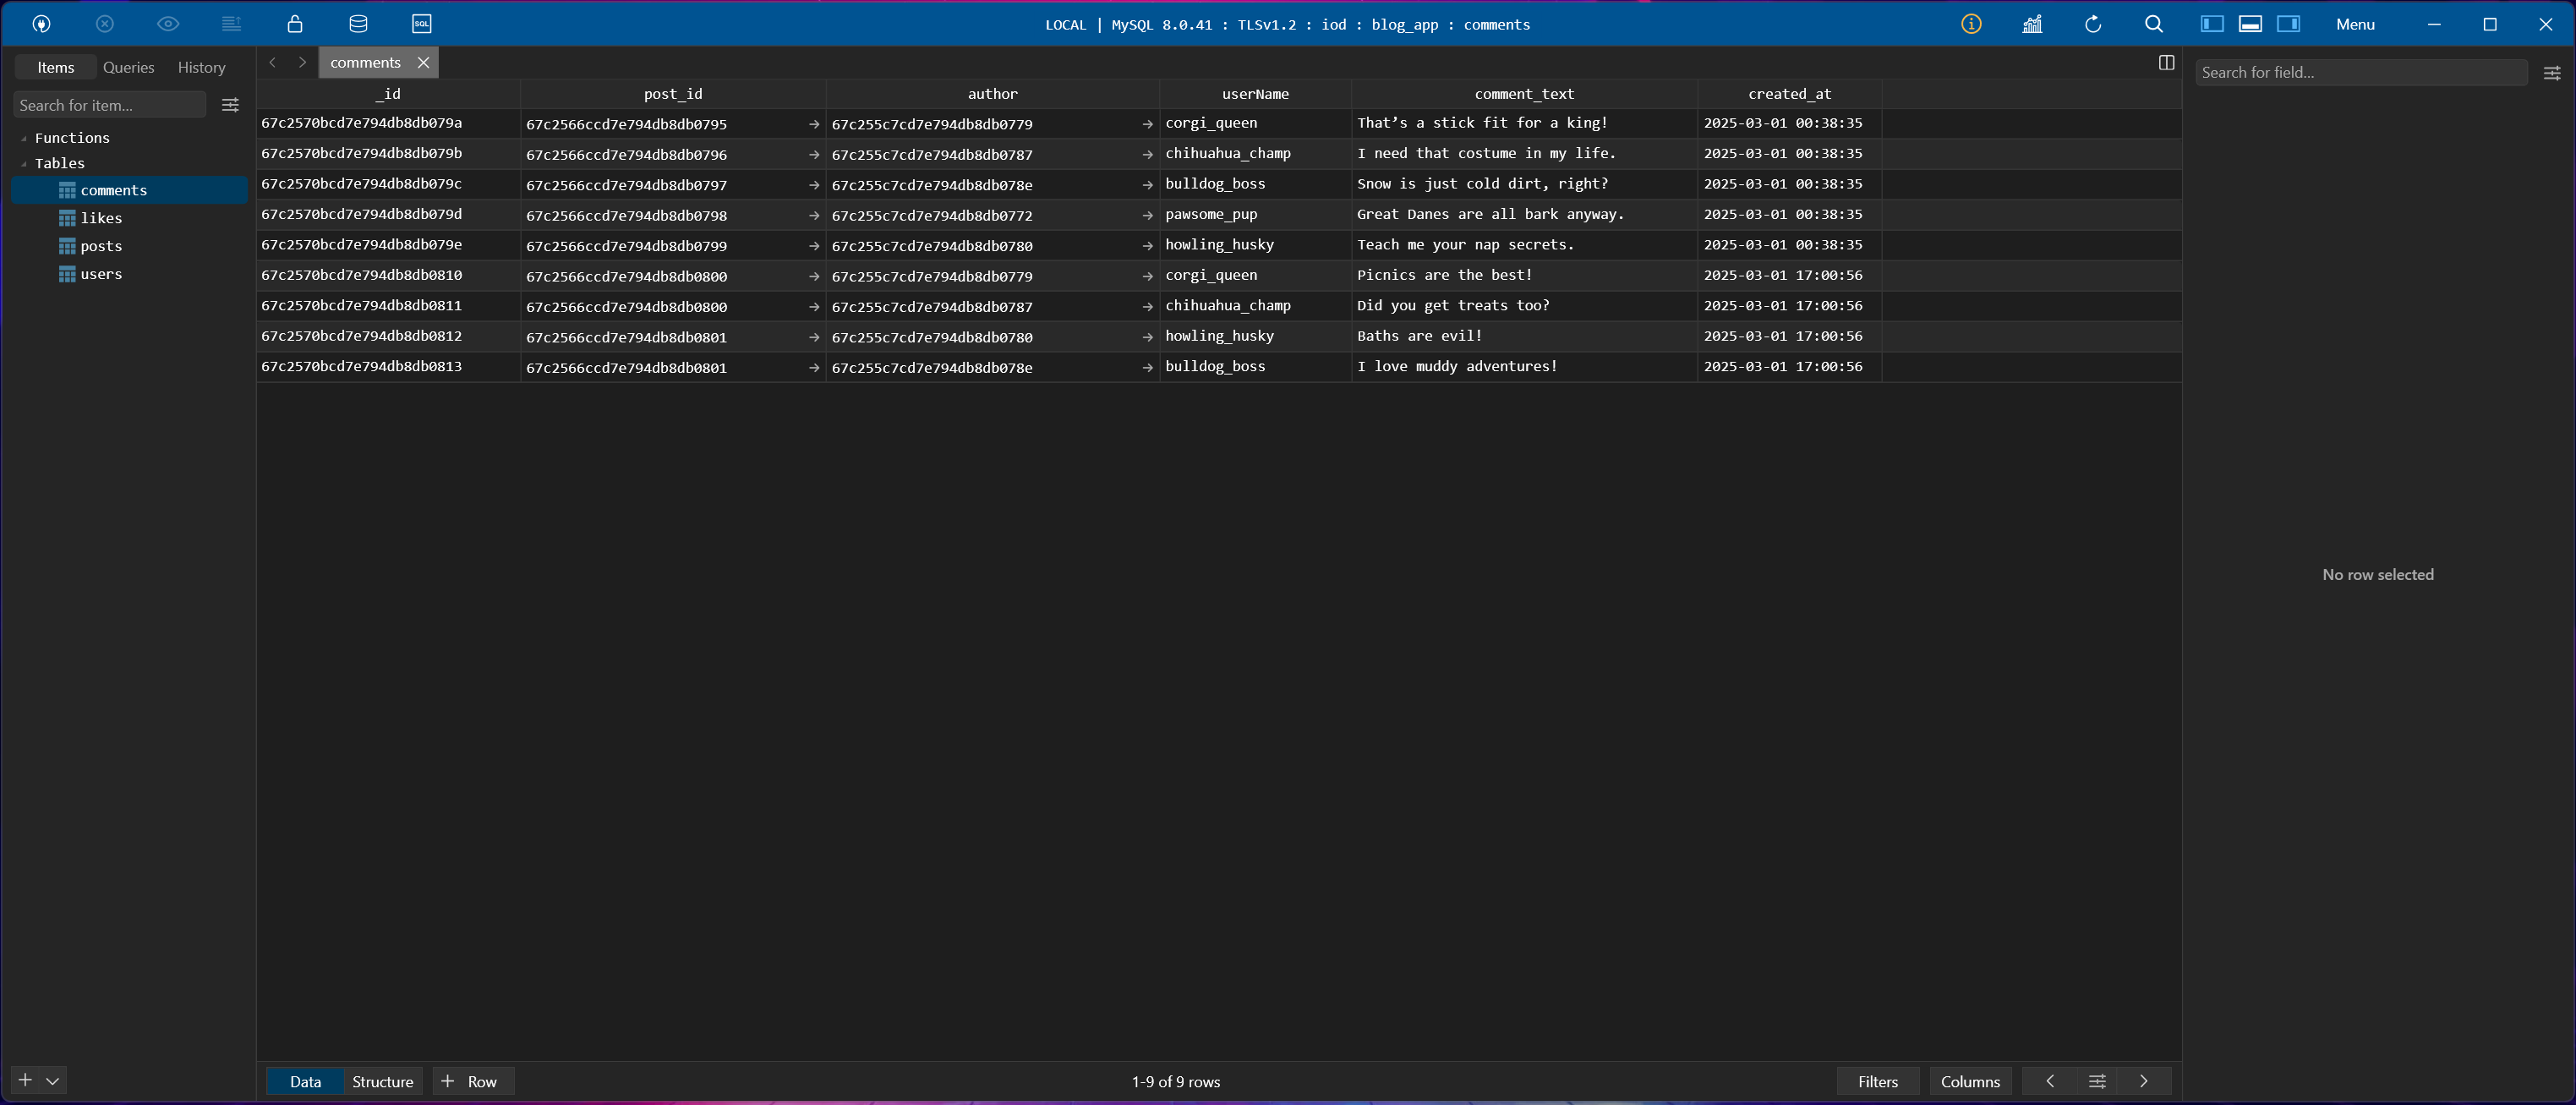 SQL
LOCAL | MySQL 8.0.41 : TLSv1.2 : iod : blog_app : comments
Menu
Items Queries History
Search for item...
Functions
Tables
comments
likes
posts
users
comments
_id post_id author userName comment_text created_at
67c2570bcd7e794db8db079a 67c2566ccd7e794db8db0795 → 67c255c7cd7e794db8db0779 → corgi_queen That’s a stick fit for a king! 2025-03-01 00:38:35
67c2570bcd7e794db8db079b 67c2566ccd7e794db8db0796 → 67c255c7cd7e794db8db0787 → chihuahua_champ I need that costume in my life. 2025-03-01 00:38:35
67c2570bcd7e794db8db079c 67c2566ccd7e794db8db0797 → 67c255c7cd7e794db8db078e → bulldog_boss Snow is just cold dirt, right? 2025-03-01 00:38:35
67c2570bcd7e794db8db079d 67c2566ccd7e794db8db0798 → 67c255c7cd7e794db8db0772 → pawsome_pup Great Danes are all bark anyway. 2025-03-01 00:38:35
67c2570bcd7e794db8db079e 67c2566ccd7e794db8db0799 → 67c255c7cd7e794db8db0780 → howling_husky Teach me your nap secrets. 2025-03-01 00:38:35
67c2570bcd7e794db8db0810 67c2566ccd7e794db8db0800 → 67c255c7cd7e794db8db0779 → corgi_queen Picnics are the best! 2025-03-01 17:00:56
67c2570bcd7e794db8db0811 67c2566ccd7e794db8db0800 → 67c255c7cd7e794db8db0787 → chihuahua_champ Did you get treats too? 2025-03-01 17:00:56
67c2570bcd7e794db8db0812 67c2566ccd7e794db8db0801 → 67c255c7cd7e794db8db0780 → howling_husky Baths are evil! 2025-03-01 17:00:56
67c2570bcd7e794db8db0813 67c2566ccd7e794db8db0801 → 67c255c7cd7e794db8db078e → bulldog_boss I love muddy adventures! 2025-03-01 17:00:56
Search for field...
No row selected
Data Structure + Row
1-9 of 9 rows
Filters Columns